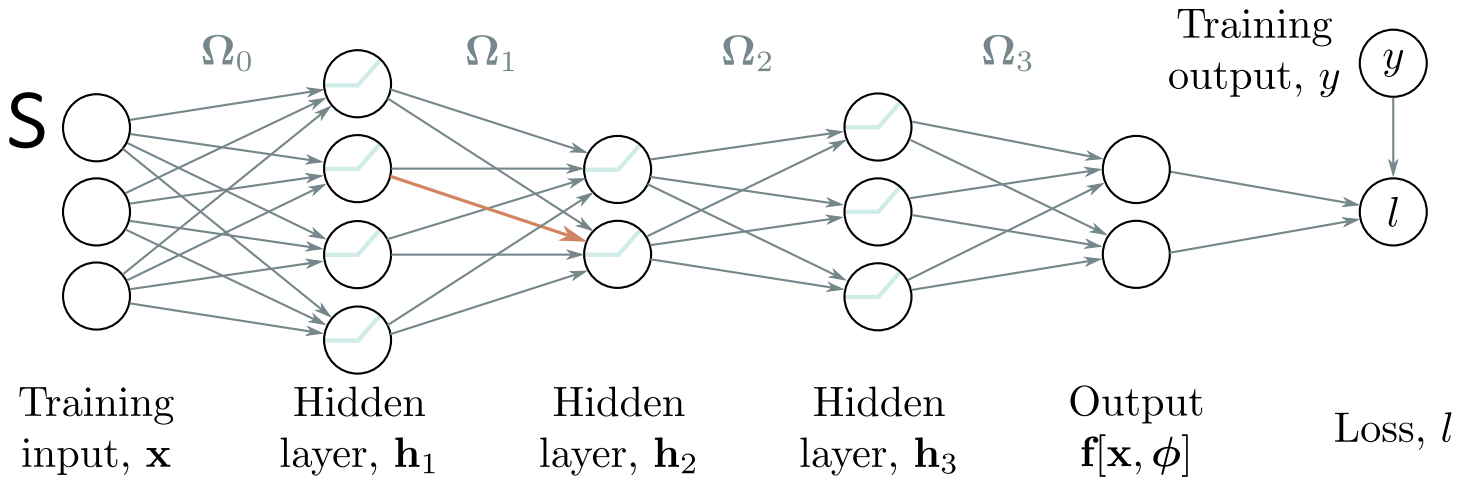 Ω₀ Ω₁ Ω₂ Ω₃
Training
output, y
y
S
l
Training
input, x
Hidden
layer, h₁
Hidden
layer, h₂
Hidden
layer, h₃
Output
f[x, ϕ]
Loss, l